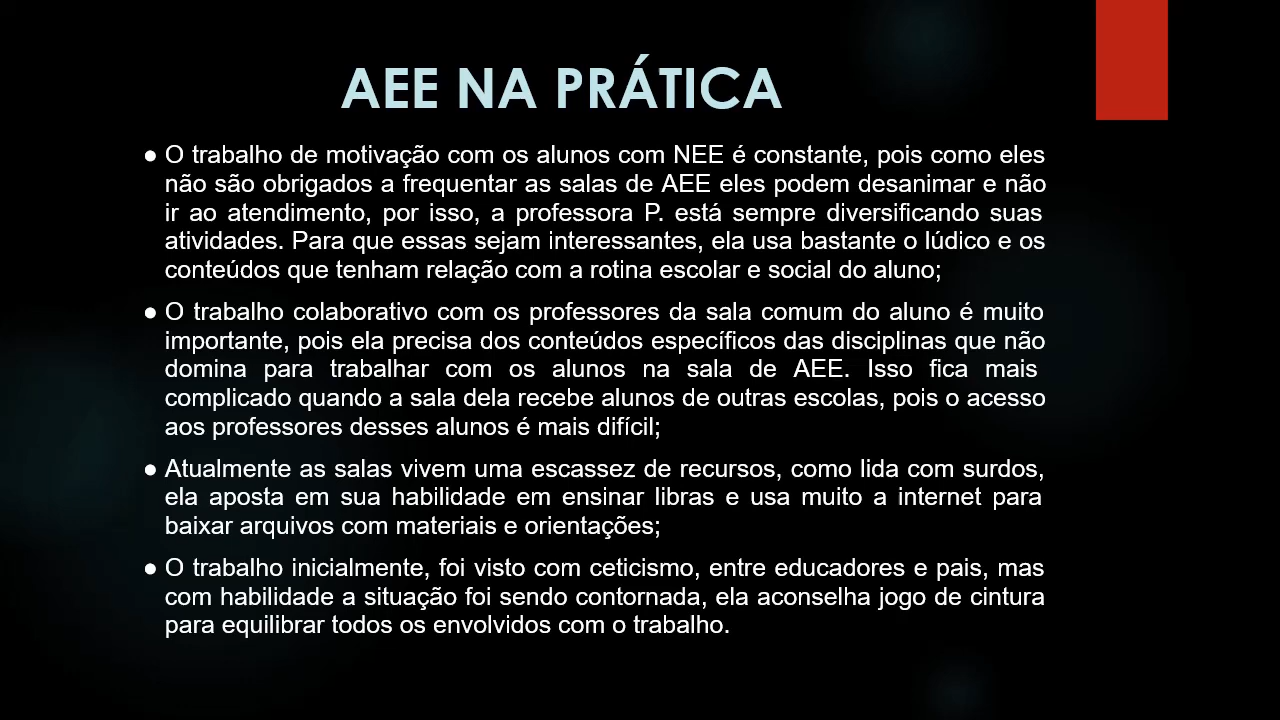 AEE NA PRÁTICA
● O trabalho de motivação com os alunos com NEE é constante, pois como eles
não são obrigados a frequentar as salas de AEE eles podem desanimar e não
ir ao atendimento, por isso, a professora P. está sempre diversificando suas
atividades. Para que essas sejam interessantes, ela usa bastante o lúdico e os
conteúdos que tenham relação com a rotina escolar e social do aluno;
● O trabalho colaborativo com os professores da sala comum do aluno é muito
importante, pois ela precisa dos conteúdos específicos das disciplinas que não
domina para trabalhar com os alunos na sala de AEE. Isso fica mais
complicado quando a sala dela recebe alunos de outras escolas, pois o acesso
aos professores desses alunos é mais difícil;
● Atualmente as salas vivem uma escassez de recursos, como lida com surdos,
ela aposta em sua habilidade em ensinar libras e usa muito a internet para
baixar arquivos com materiais e orientações;
● O trabalho inicialmente, foi visto com ceticismo, entre educadores e pais, mas
com habilidade a situação foi sendo contornada, ela aconselha jogo de cintura
para equilibrar todos os envolvidos com o trabalho.